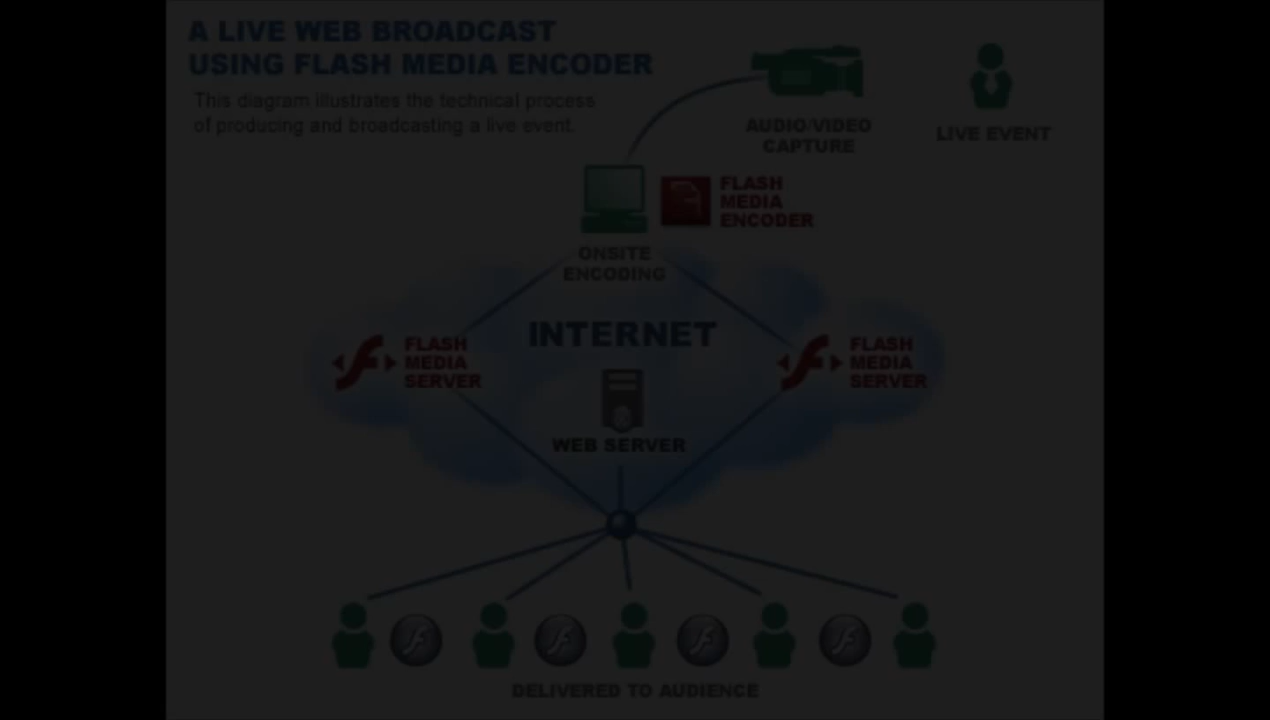 A LIVE WEB BROADCAST
USING FLASH MEDIA ENCODER
This diagram illustrates the technical process
of producing and broadcasting a live event.
AUDIO/VIDEO
CAPTURE
LIVE EVENT
FLASH
MEDIA
ENCODER
ONSITE
ENCODING
INTERNET
FLASH
MEDIA
SERVER
FLASH
MEDIA
SERVER
WEB SERVER
DELIVERED TO AUDIENCE